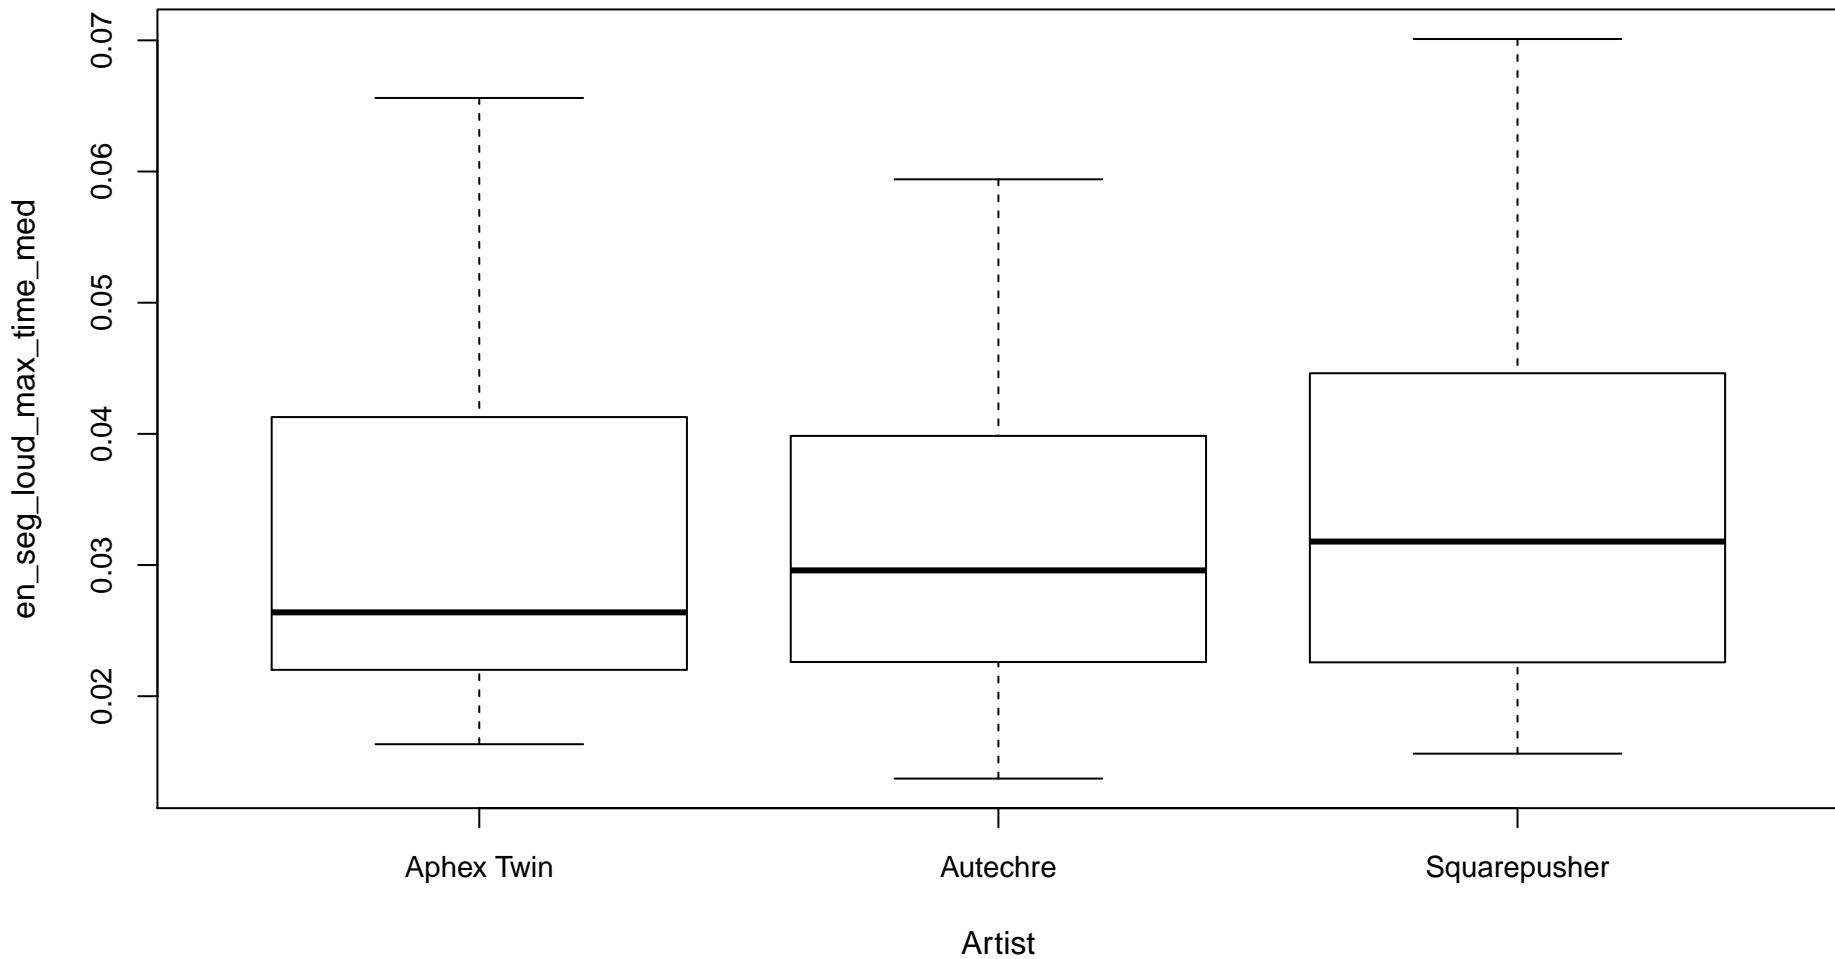 en_seg_loud_max_time_med
0.07
0.06
0.05
0.04
0.03
0.02
Aphex Twin
Autechre
Squarepusher
Artist